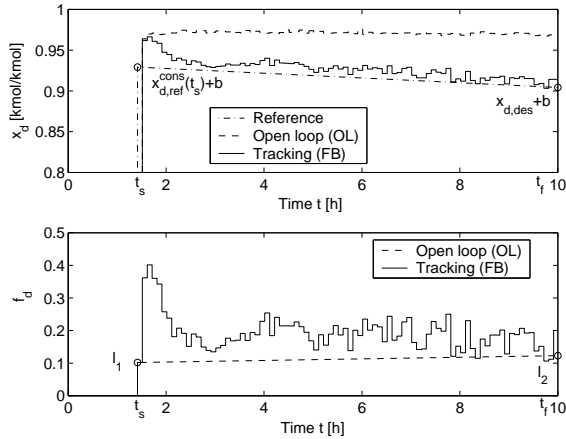 1
0.95
0.9
0.85
0.8
x_d [kmol/kmol]
x_{d,ref}^{cons}(t_s)+b
x_{d,des}+b
Reference
Open loop (OL)
Tracking (FB)
0 t_s 2 4 6 8 t_f 10
Time t [h]
0.5
0.4
0.3
0.2
0.1
0
f_d
Open loop (OL)
Tracking (FB)
I_1
I_2
0 t_s 2 4 6 8 t_f 10
Time t [h]